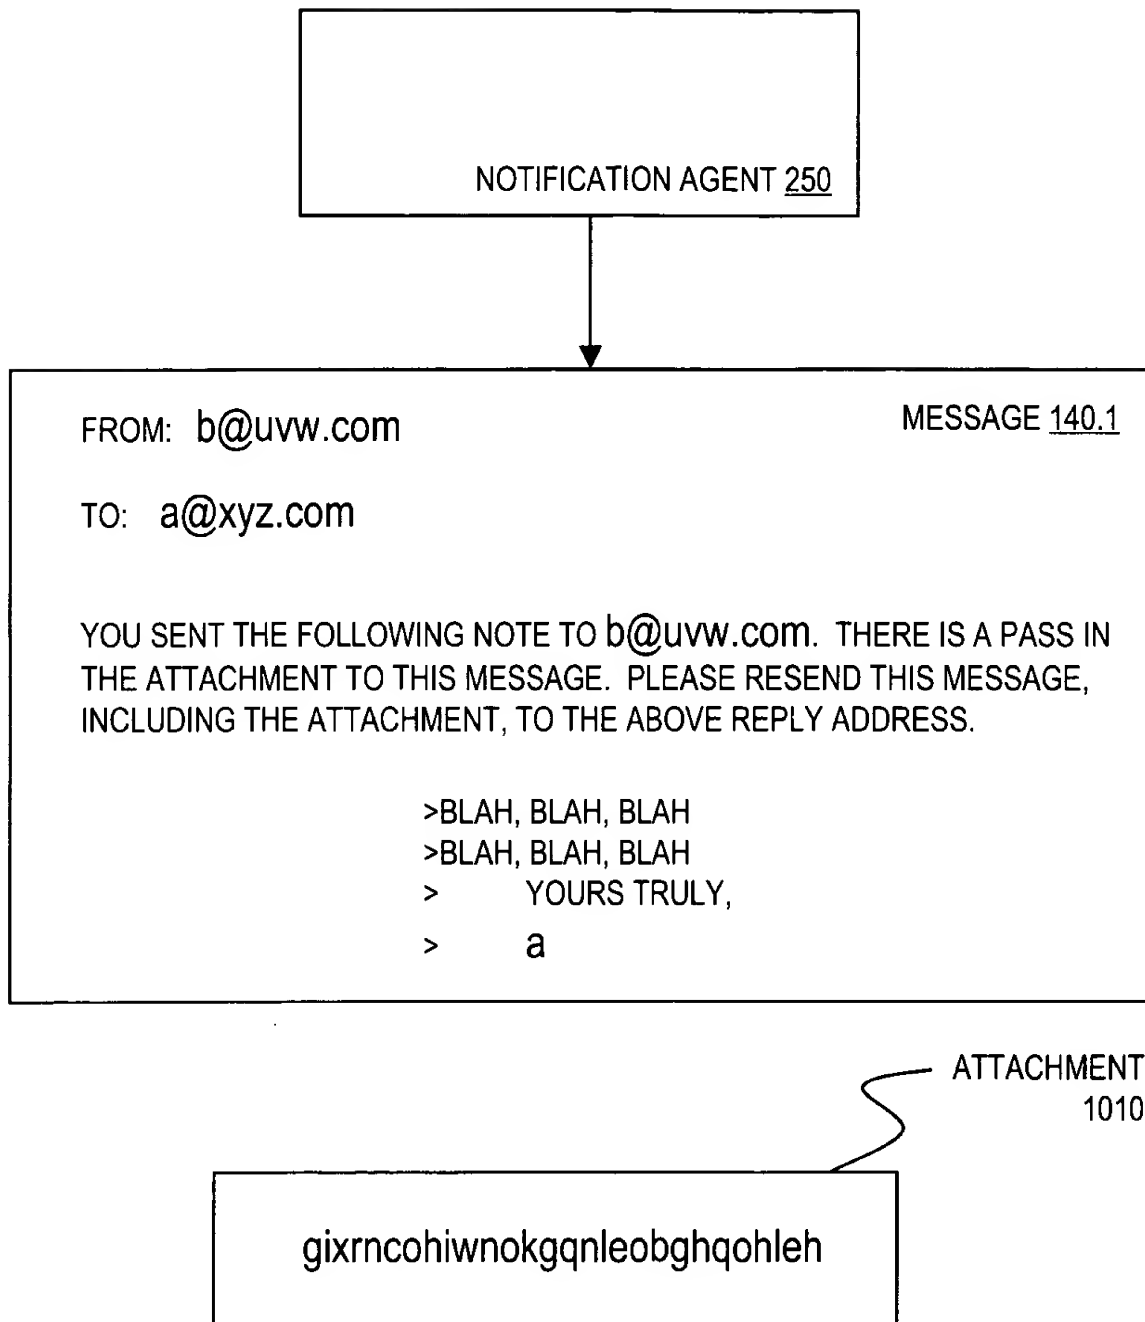 NOTIFICATION AGENT 250
FROM: b@uvw.com
MESSAGE 140.1
TO: a@xyz.com
YOU SENT THE FOLLOWING NOTE TO b@uvw.com. THERE IS A PASS IN
THE ATTACHMENT TO THIS MESSAGE. PLEASE RESEND THIS MESSAGE,
INCLUDING THE ATTACHMENT, TO THE ABOVE REPLY ADDRESS.
>BLAH, BLAH, BLAH
>BLAH, BLAH, BLAH
> YOURS TRULY,
> a
ATTACHMENT
1010
gixrncohiwnokgqnleobghqohleh